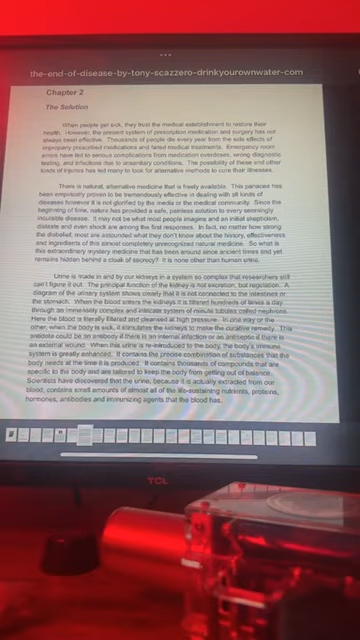 the-end-of-disease-by-tony-scazzero-drinkyourownwater-com
Chapter 2
The Solution
When people get sick, they trust the medical establishment to restore their
health. However, the present system of prescription medication and surgery has not
always been effective. Thousands of people die every year from the side effects of
improperly prescribed medications and failed medical treatments. Emergency room
errors have led to serious complications from medication overdoses, wrong diagnostic
testing, and infections due to unsanitary conditions. The possibility of these and other
kinds of injuries has led many to look for alternative methods to cure their illnesses.
There is natural, alternative medicine that is freely available. This panacea has
been empirically proven to be tremendously effective in dealing with all kinds of
diseases however it is not glorified by the media or the medical community. Since the
beginning of time, nature has provided a safe, painless solution to every seemingly
incurable disease. It may not be what most people imagine and an initial skepticism,
distaste and even shock are among the first responses. In fact, no matter how strong
the disbelief, most are astounded what they don't know about the history, effectiveness
and ingredients of this almost completely unrecognized natural medicine. So what is
this extraordinary mystery medicine that has been around since ancient times and yet
remains hidden behind a cloak of secrecy? It is none other than human urine.
Urine is made in and by our kidneys in a system so complex that researchers still
can't figure it out. The principal function of the kidney is not excretion, but regulation. A
diagram of the urinary system shows clearly that it is not connected to the intestines or
the stomach. When the blood enters the kidneys it is filtered hundreds of times a day
through an immensely complex and intricate system of minute tubules called nephrons.
Here the blood is literally filtered and cleansed at high pressure. In one way or the
other, when the body is sick, it stimulates the kidneys to make the curative remedy. This
antidote could be an antibody if there is an internal infection or an antiseptic if there is
an external wound. When this urine is re-introduced to the body, the body's immune
system is greatly enhanced. It contains the precise combination of substances that the
body needs at the time it is produced. It contains thousands of compounds that are
specific to the body and are tailored to keep the body from getting out of balance.
Scientists have discovered that the urine, because it is actually extracted from our
blood, contains small amounts of almost all of the life-sustaining nutrients, proteins,
hormones, antibodies and immunizing agents that the blood has.
TCL